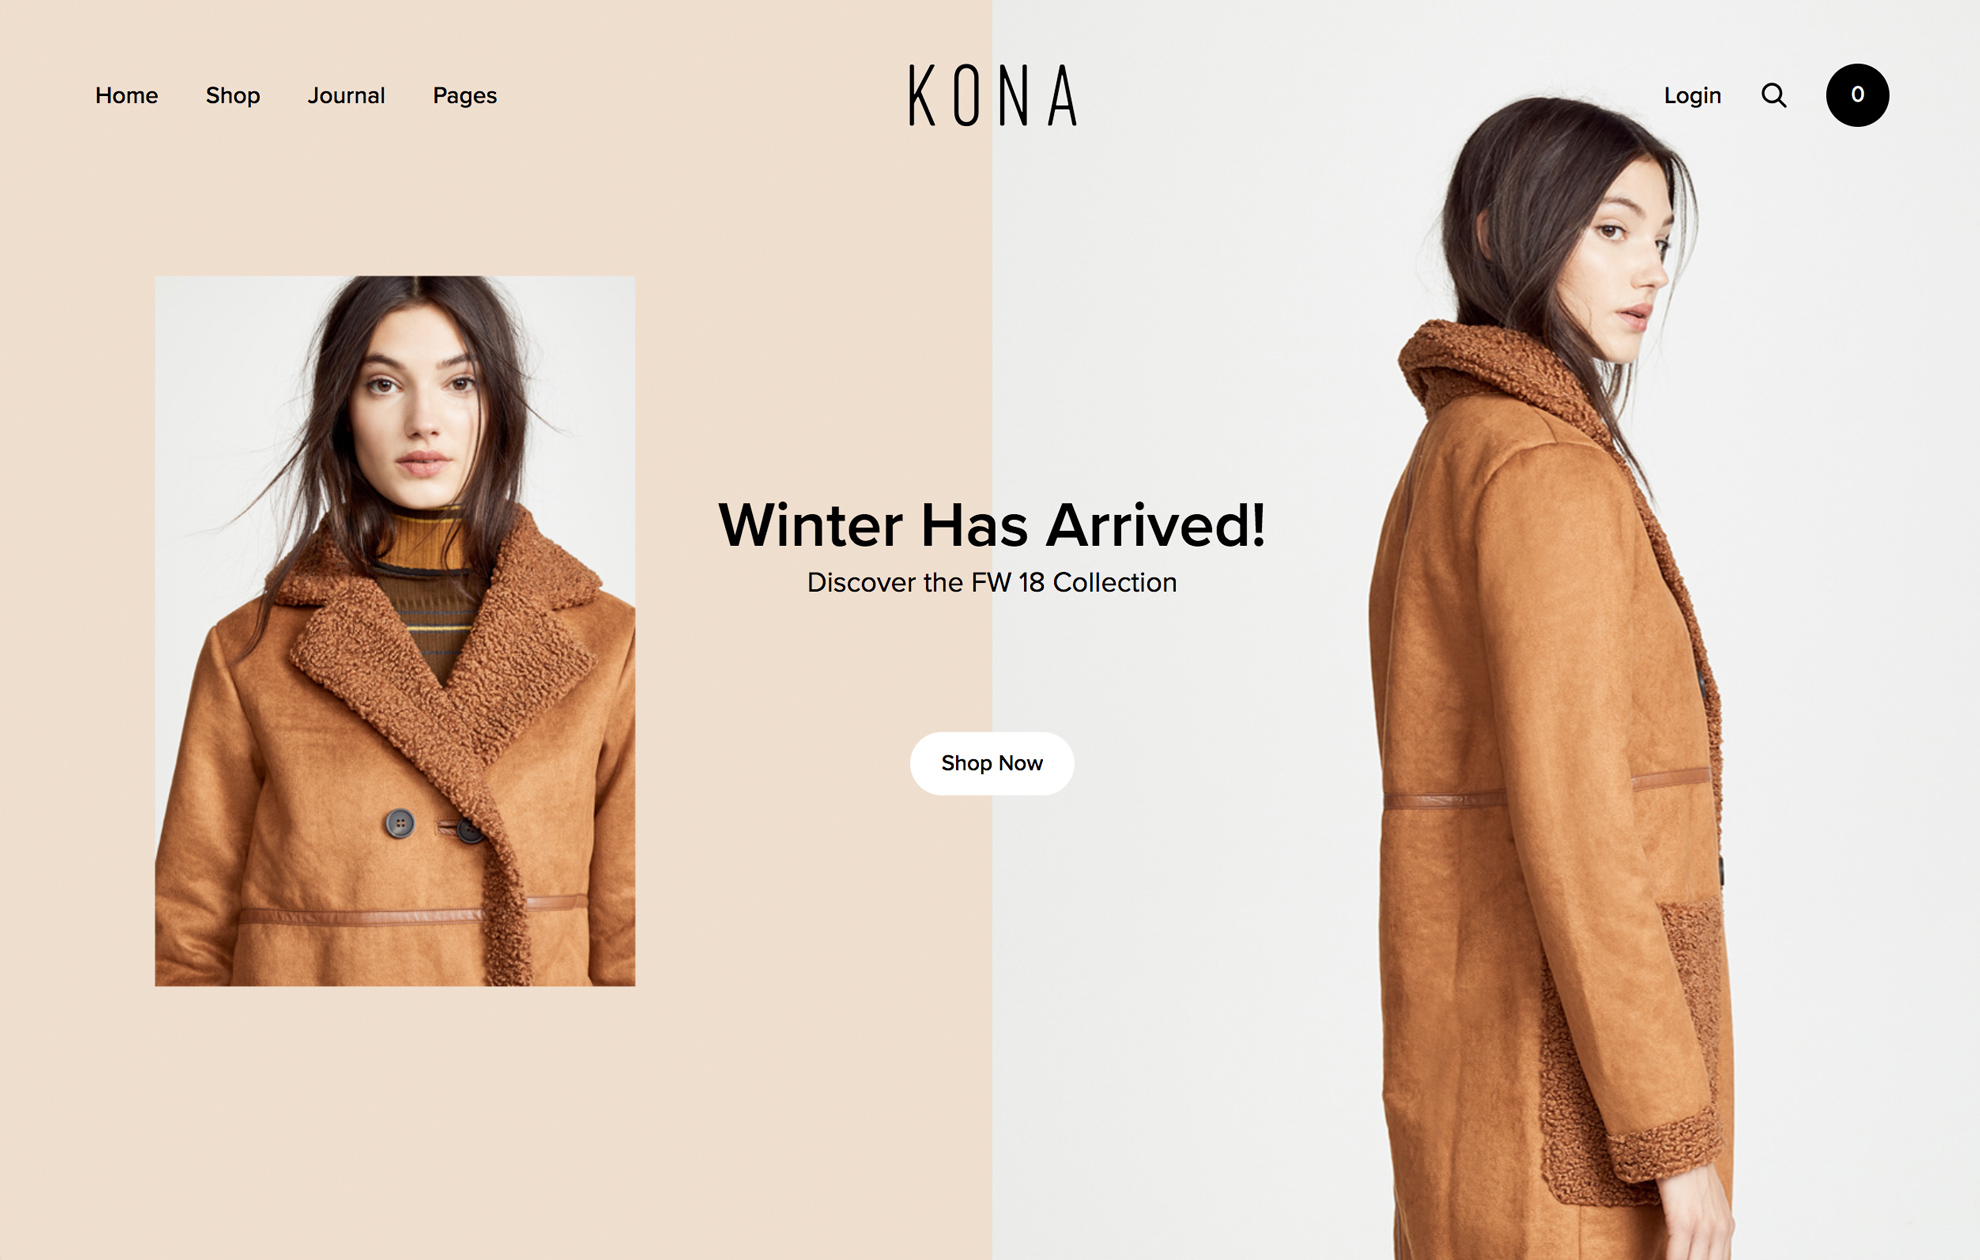 Home Shop Journal Pages KONA Login 0
Winter Has Arrived!
Discover the FW 18 Collection
Shop Now